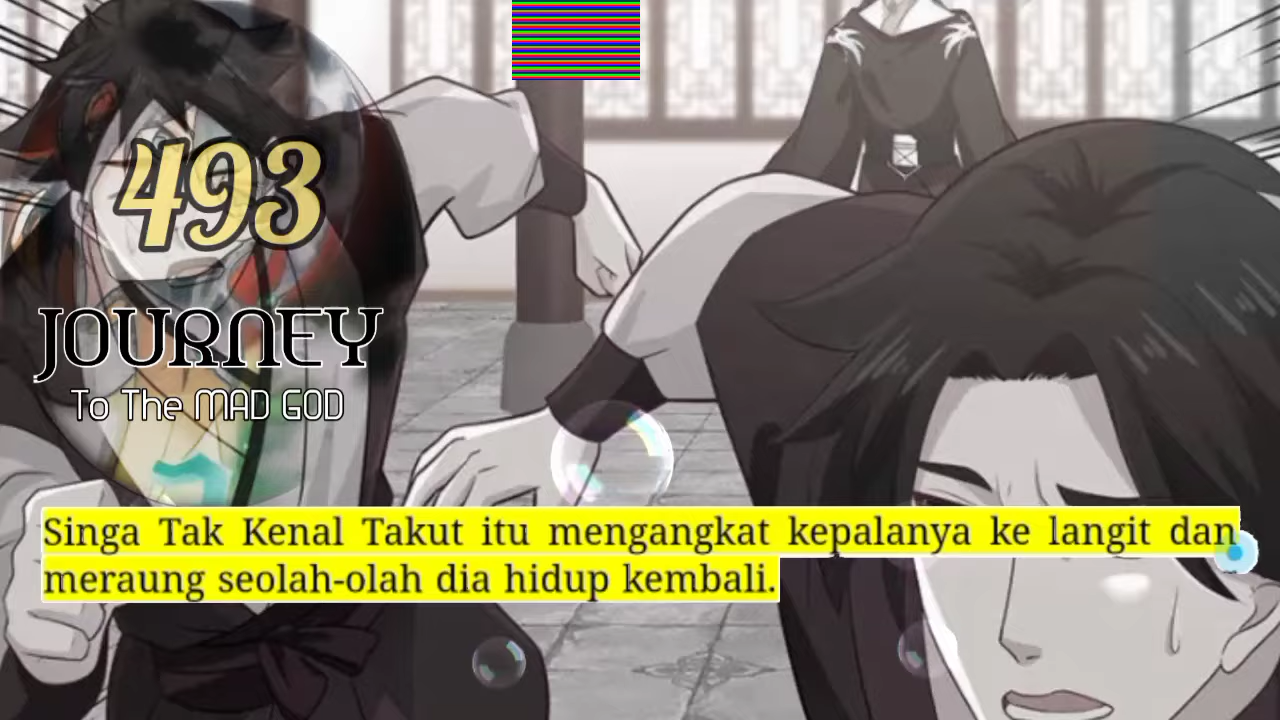 493
JOURNEY
To The MAD GOD
Singa Tak Kenal Takut itu mengangkat kepalanya ke langit dan
meraung seolah-olah dia hidup kembali.